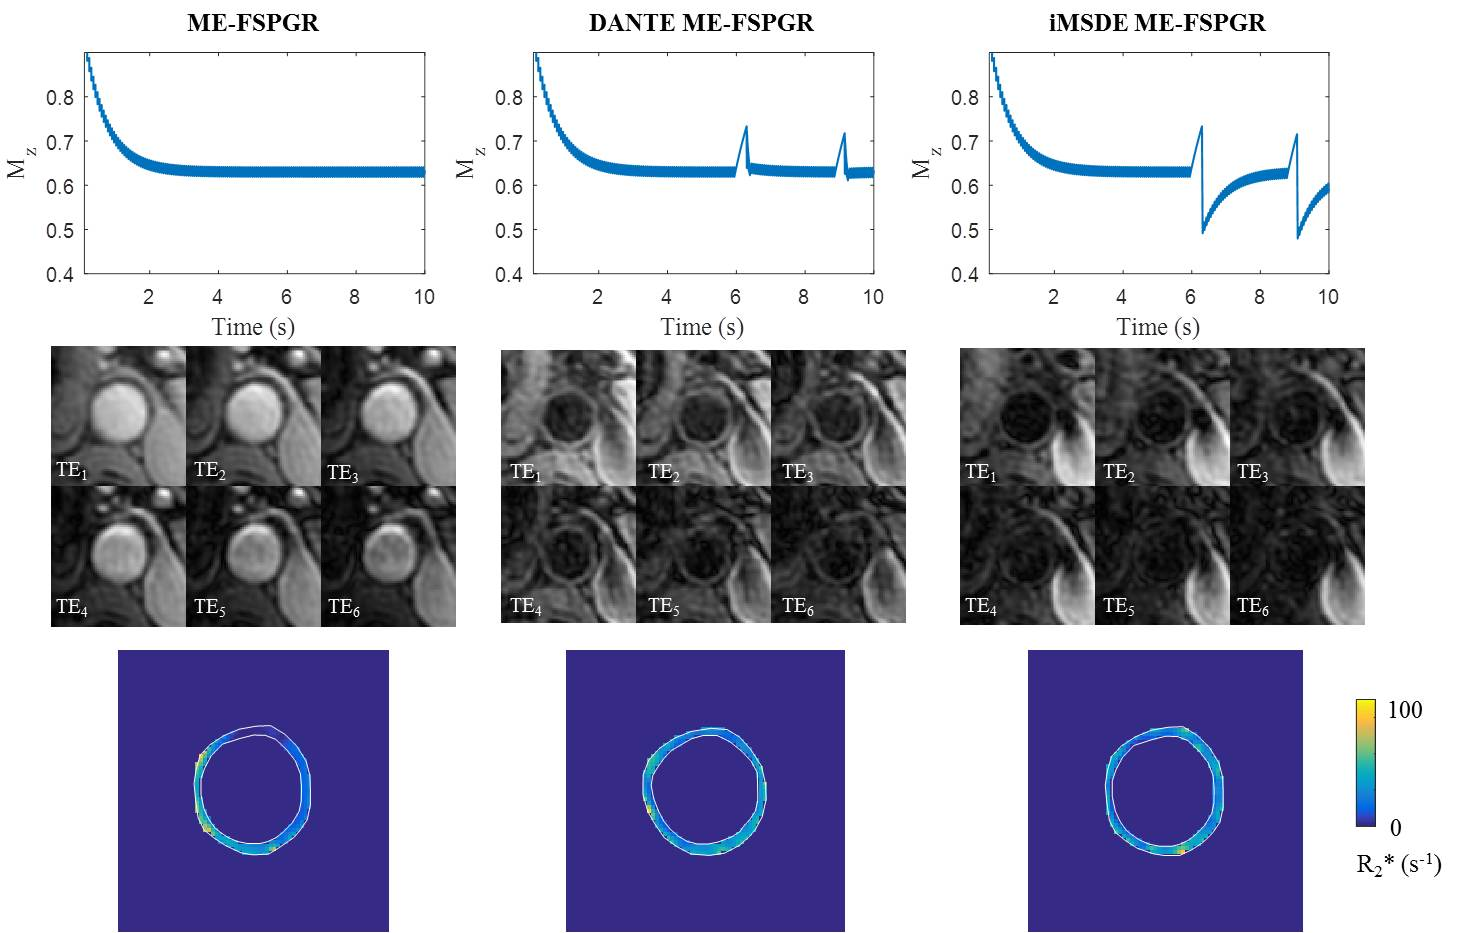 ME-FSPGR DANTE ME-FSPGR iMSDE ME-FSPGR
0.8 0.8 0.8
0.7 0.7 0.7
M_z M_z M_z
0.6 0.6 0.6
0.5 0.5 0.5
0.4 0.4 0.4
2 4 6 8 10 2 4 6 8 10 2 4 6 8 10
Time (s) Time (s) Time (s)
TE₁ TE₂ TE₃ TE₁ TE₂ TE₃ TE₁ TE₂ TE₃
TE₄ TE₅ TE₆ TE₄ TE₅ TE₆ TE₄ TE₅ TE₆
100
0
R₂* (s⁻¹)